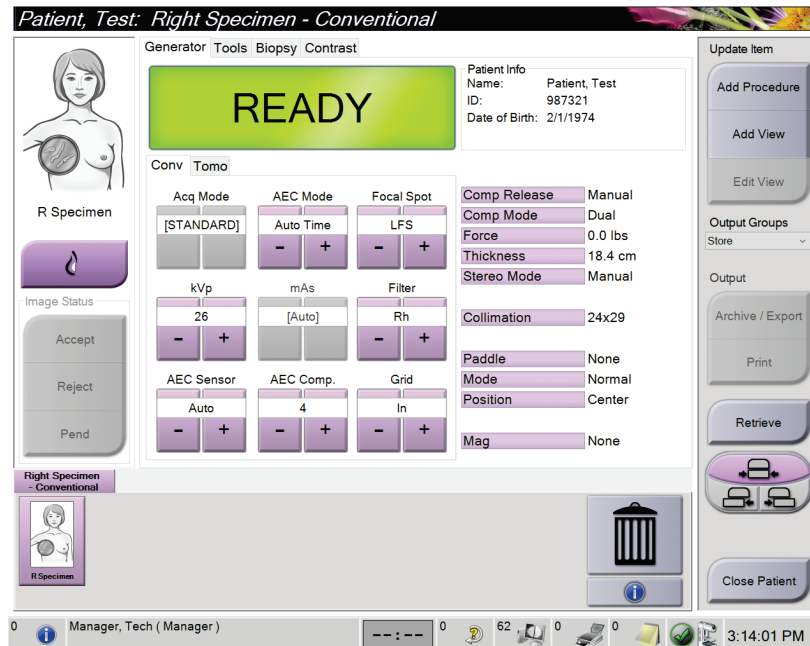 Patient, Test: Right Specimen - Conventional
Generator Tools Biopsy Contrast
READY
Patient Info
Name: Patient, Test
ID: 987321
Date of Birth: 2/1/1974
R Specimen
Image Status
Accept
Reject
Pend
Conv Tomo
Acq Mode AEC Mode Focal Spot
[STANDARD] Auto Time LFS
- + - +
kVp mAs Filter
26 [Auto] Rh
- + - +
AEC Sensor AEC Comp. Grid
Auto 4 In
- + - + - +
Comp Release Manual
Comp Mode Dual
Force 0.0 lbs
Thickness 18.4 cm
Stereo Mode Manual
Collimation 24x29
Paddle None
Mode Normal
Position Center
Mag None
Update Item
Add Procedure
Add View
Edit View
Output Groups
Store
Output
Archive / Export
Print
Retrieve
Close Patient
Right Specimen
- Conventional
R Specimen
0 Manager, Tech ( Manager ) --:-- 0 62 0 0 3:14:01 PM